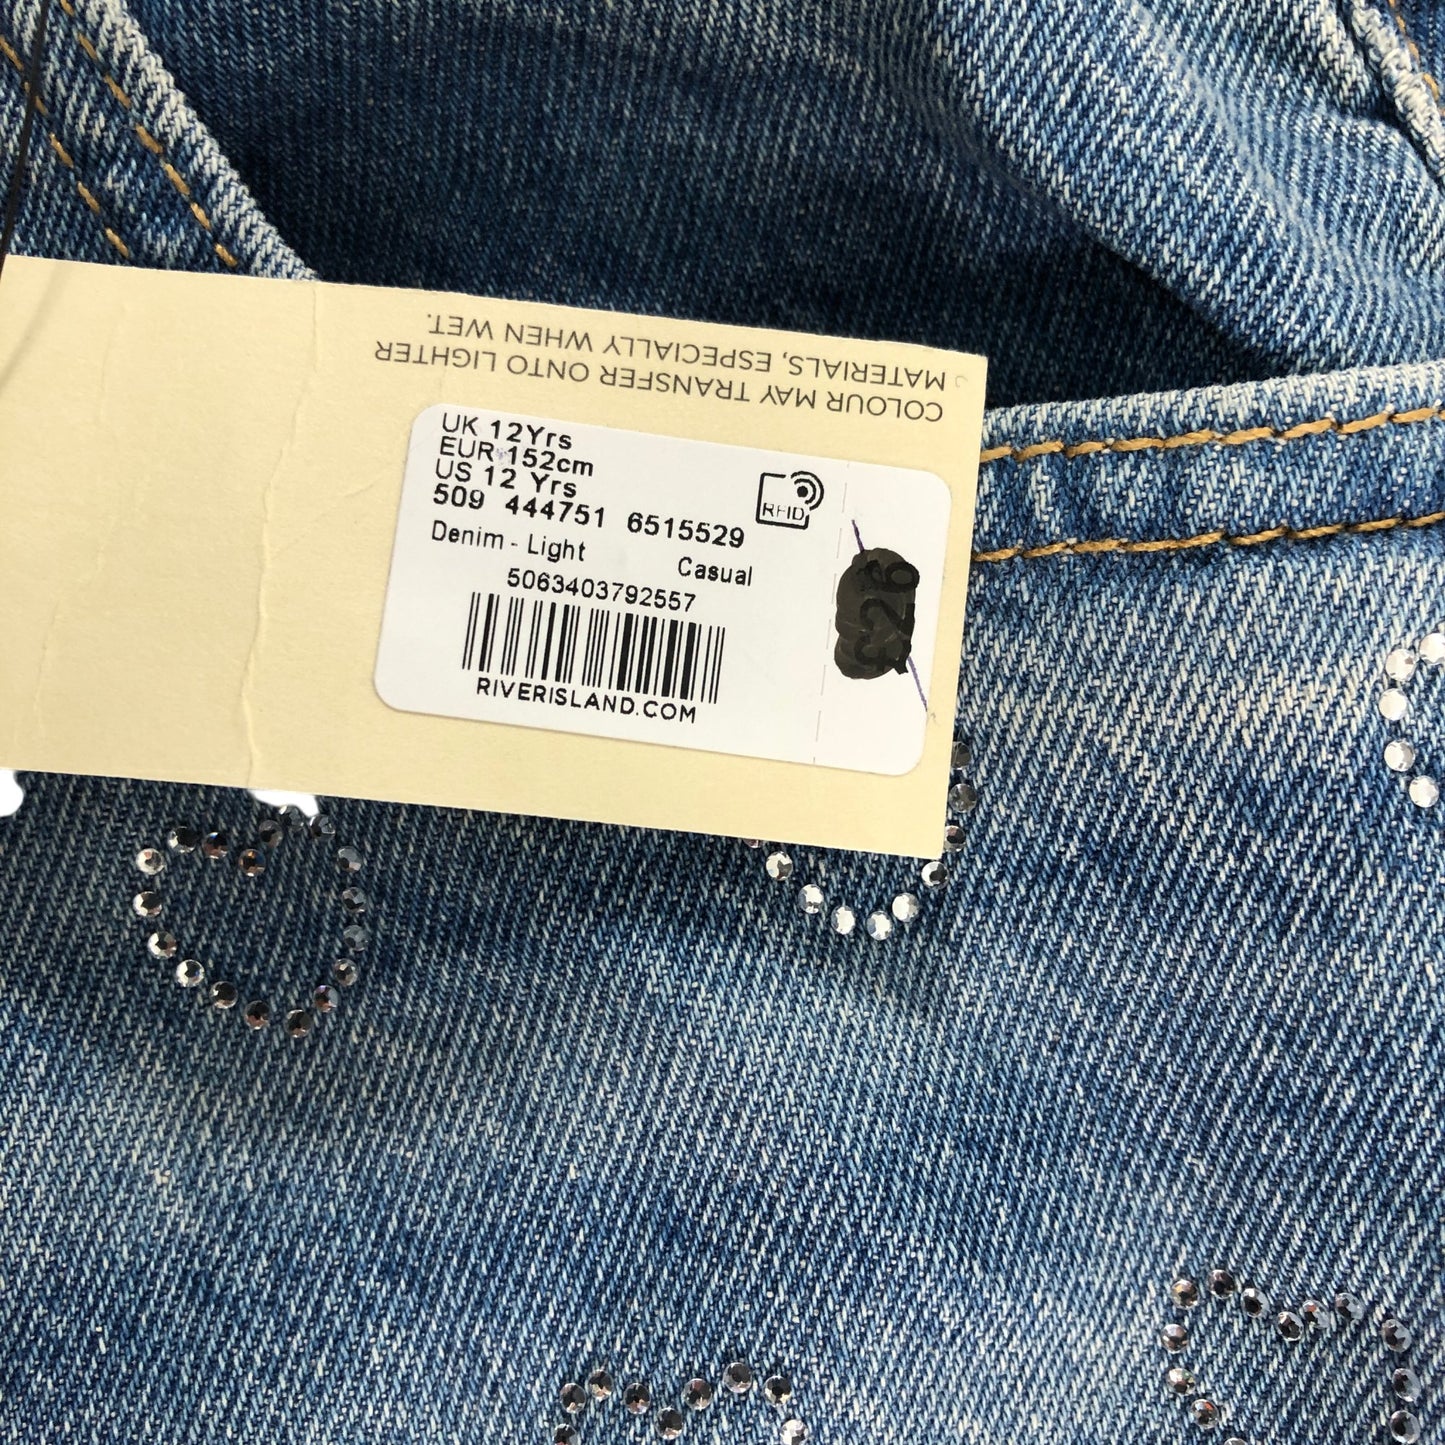 COLOUR MAY TRANSFER ONTO LIGHTER
MATERIALS, ESPECIALLY WHEN WET.
UK 12Yrs
EUR 152cm
US 12 Yrs
509 444751 6515529
RFID
Denim - Light
Casual
5063403792557
RIVERISLAND.COM
£26